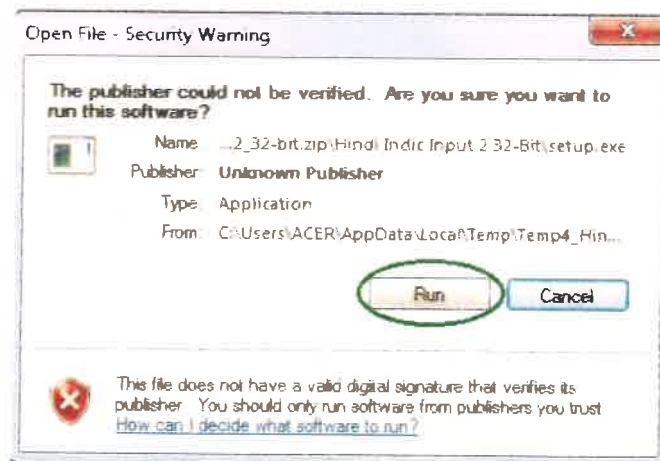 Open File - Security Warning
The publisher could not be verified. Are you sure you want to
run this software?
Name: ...2_32-bit.zip\Hindi Indic Input 2 32-Bit\setup.exe
Publisher: Unknown Publisher
Type: Application
From: C:\Users\ACER\AppData\Local\Temp\Temp4_Hin...
Run
Cancel
This file does not have a valid digital signature that verifies its
publisher. You should only run software from publishers you trust.
How can I decide what software to run?